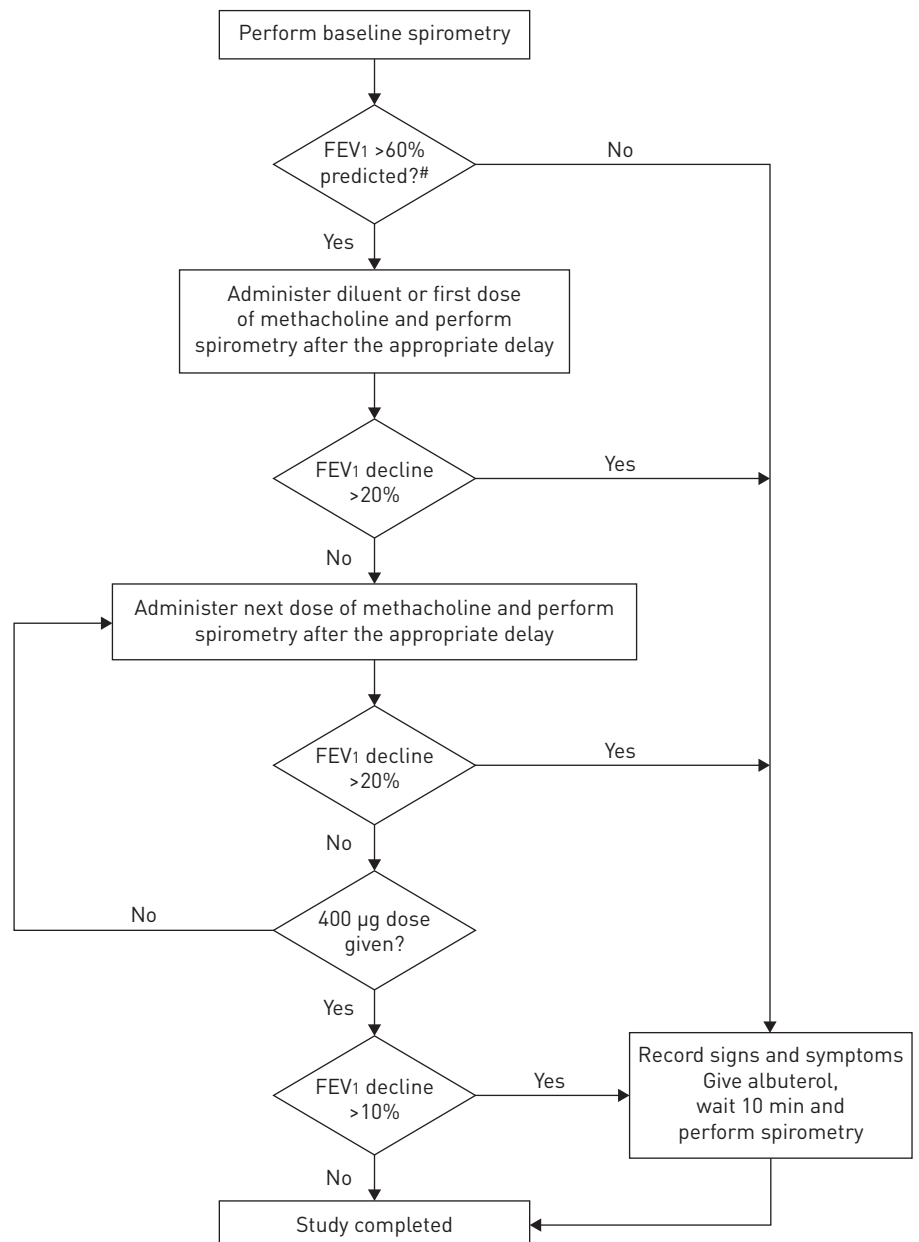 Perform baseline spirometry
FEV1 >60%
predicted?#
No
Yes
Administer diluent or first dose
of methacholine and perform
spirometry after the appropriate delay
FEV1 decline
>20%
Yes
No
Administer next dose of methacholine and perform
spirometry after the appropriate delay
FEV1 decline
>20%
Yes
No
400 µg dose
given?
No
Yes
FEV1 decline
>10%
Yes
Record signs and symptoms
Give albuterol,
wait 10 min and
perform spirometry
No
Study completed